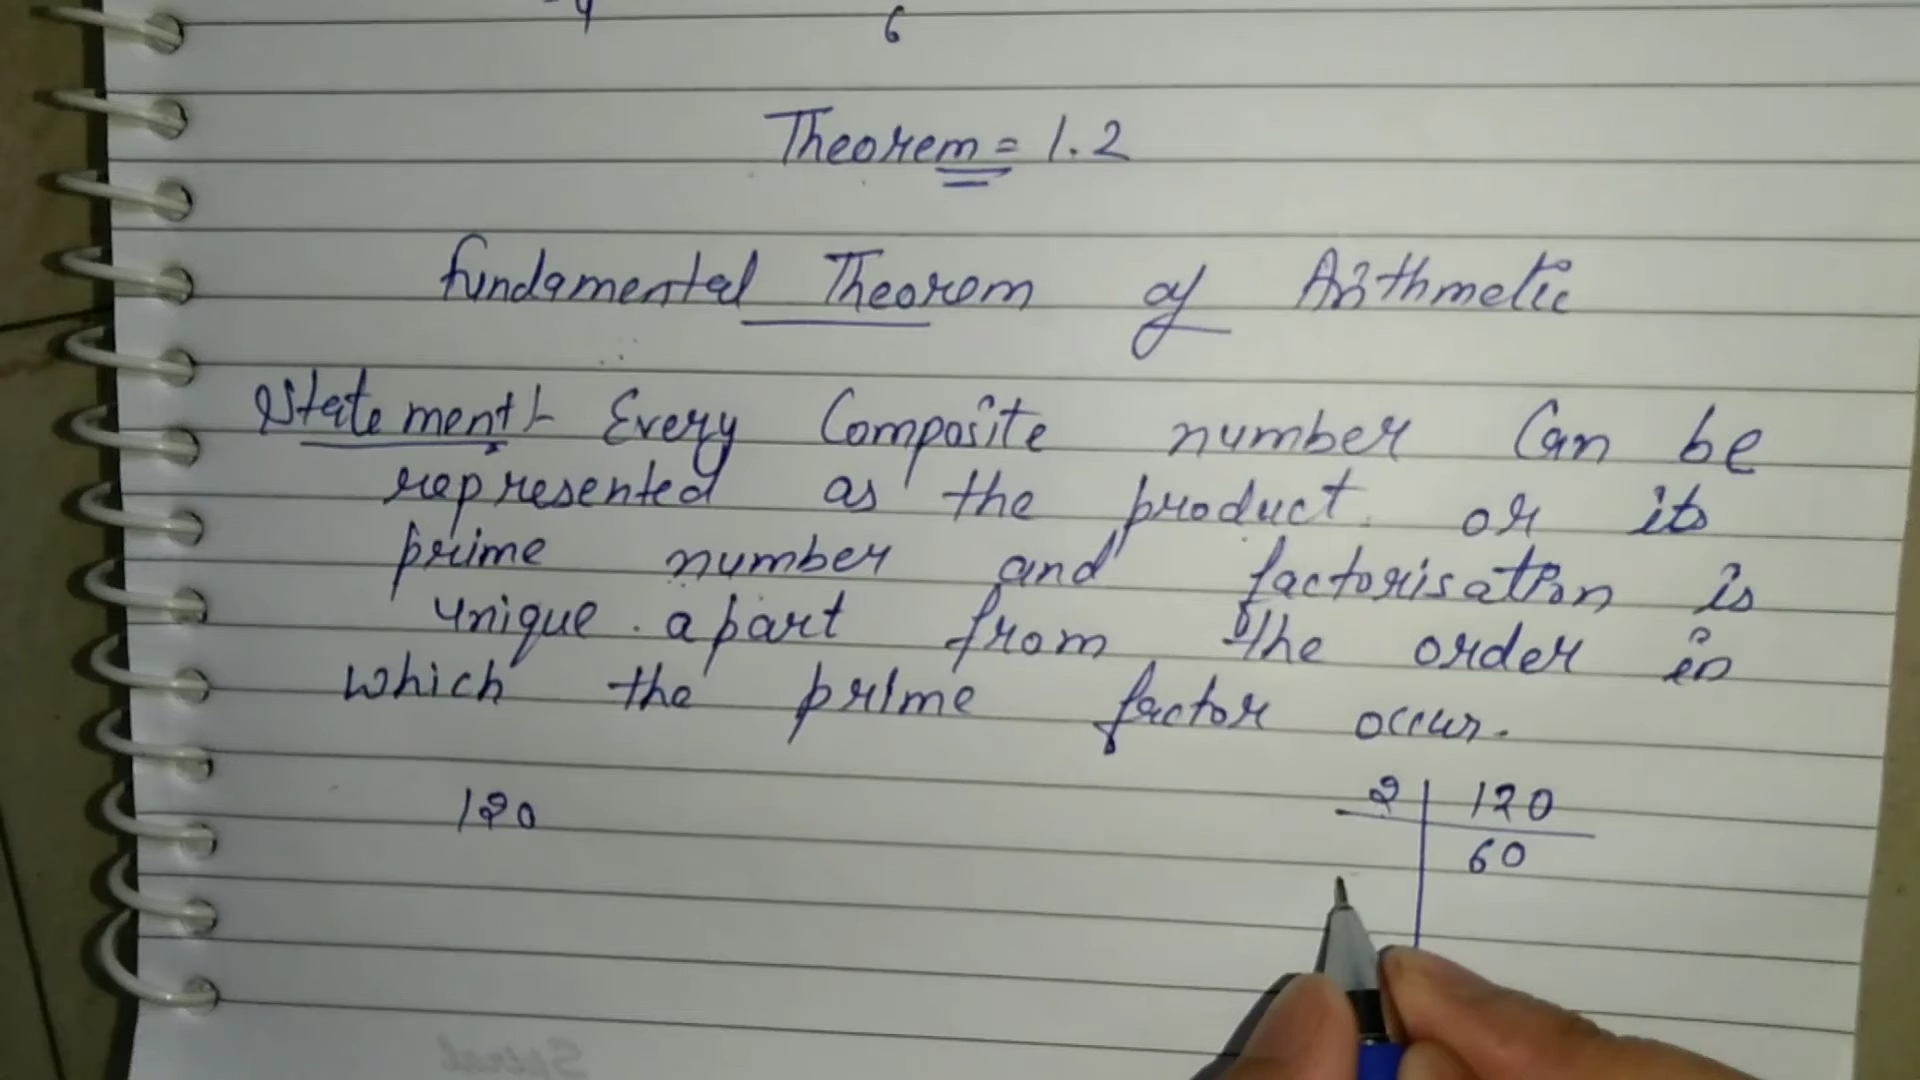 6
Theorem = 1.2
fundamental Theorem of Arithmetic
Statement :- Every Composite number Can be
represented as the product or its
prime number and factorisation is
unique . apart from the order in
which the prime factor occur.
120
2 | 120
60
Spiral